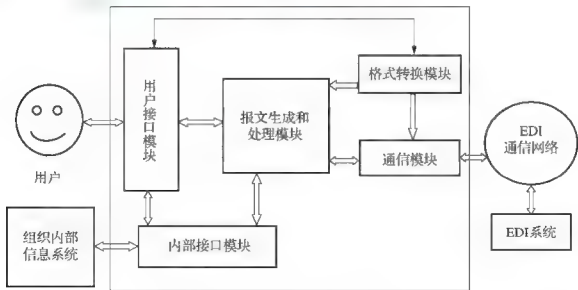 用户接口模块
格式转换模块
报文生成和
处理模块
EDI
通信网络
通信模块
用户
组织内部
信息系统
内部接口模块
EDI系统